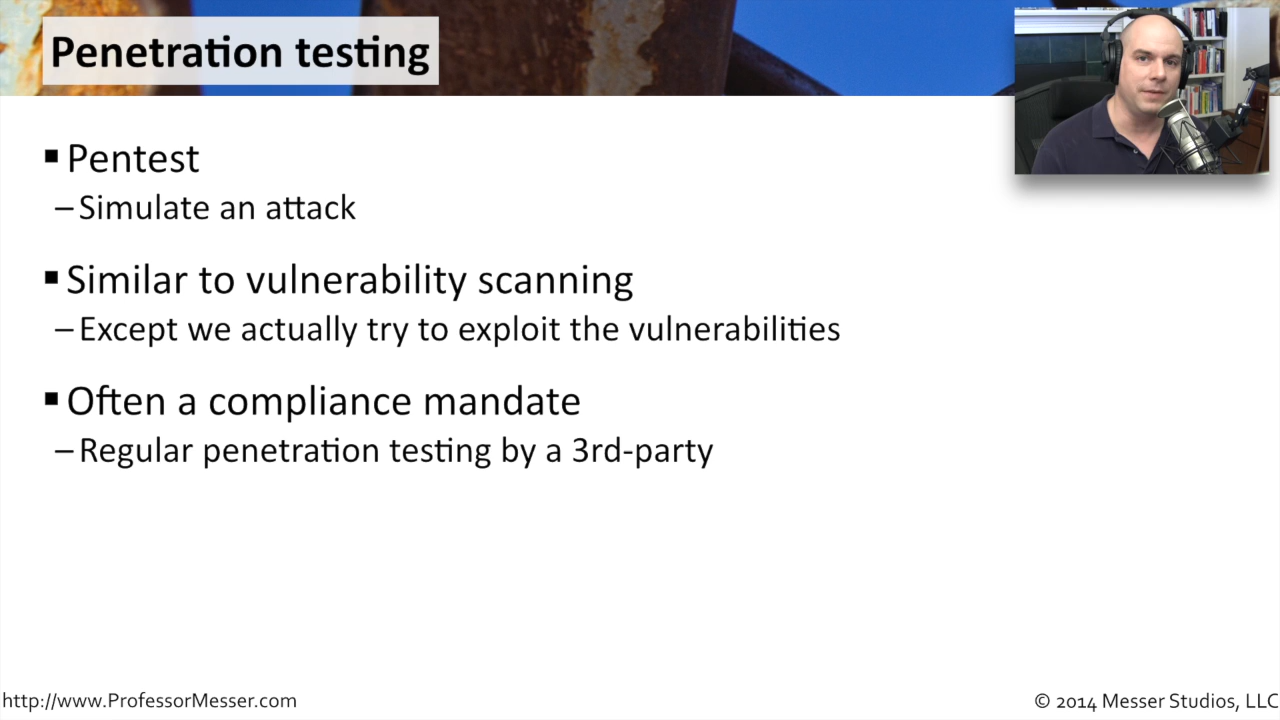 Penetration testing
▪ Pentest
– Simulate an attack
▪ Similar to vulnerability scanning
– Except we actually try to exploit the vulnerabilities
▪ Often a compliance mandate
– Regular penetration testing by a 3rd-party
http://www.ProfessorMesser.com
© 2014 Messer Studios, LLC